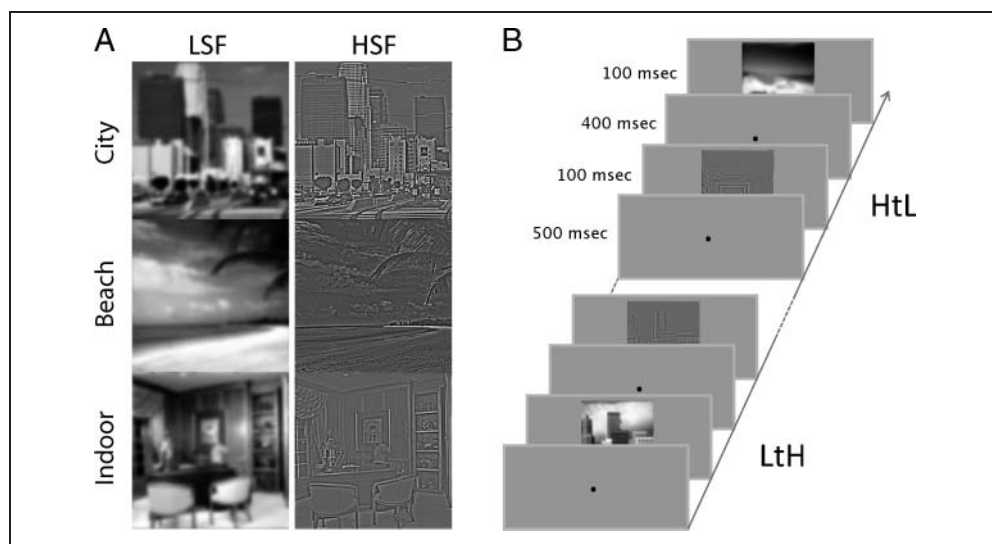 A
LSF
HSF
City
Beach
Indoor
B
100 msec
400 msec
100 msec
500 msec
HtL
LtH